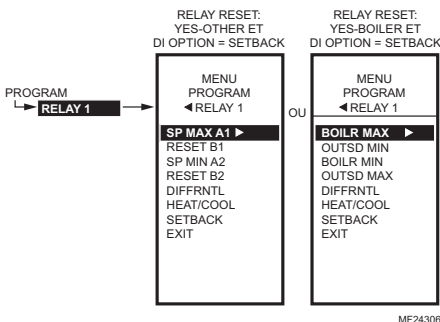 RELAY RESET:
YES-OTHER ET
DI OPTION = SETBACK
RELAY RESET:
YES-BOILER ET
DI OPTION = SETBACK
PROGRAM
RELAY 1
MENU
PROGRAM
◄RELAY 1
SP MAX A1 ►
RESET B1
SP MIN A2
RESET B2
DIFFRNTL
HEAT/COOL
SETBACK
EXIT
OU
MENU
PROGRAM
◄RELAY 1
BOILR MAX ►
OUTSD MIN
BOILR MIN
OUTSD MAX
DIFFRNTL
HEAT/COOL
SETBACK
EXIT
MF24306